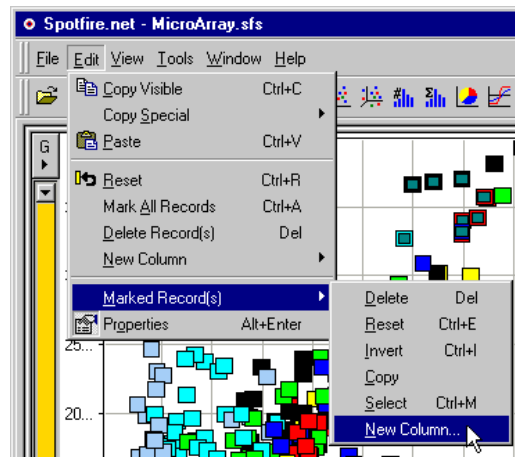 Spotfire.net - MicroArray.sfs
File Edit View Tools Window Help
Copy Visible Ctrl+C
Copy Special
Paste Ctrl+V
G
Reset Ctrl+R
Mark All Records Ctrl+A
Delete Record(s) Del
New Column
Marked Record(s)
Properties Alt+Enter
Delete Del
Reset Ctrl+E
Invert Ctrl+I
Copy
Select Ctrl+M
New Column...
25...
20...